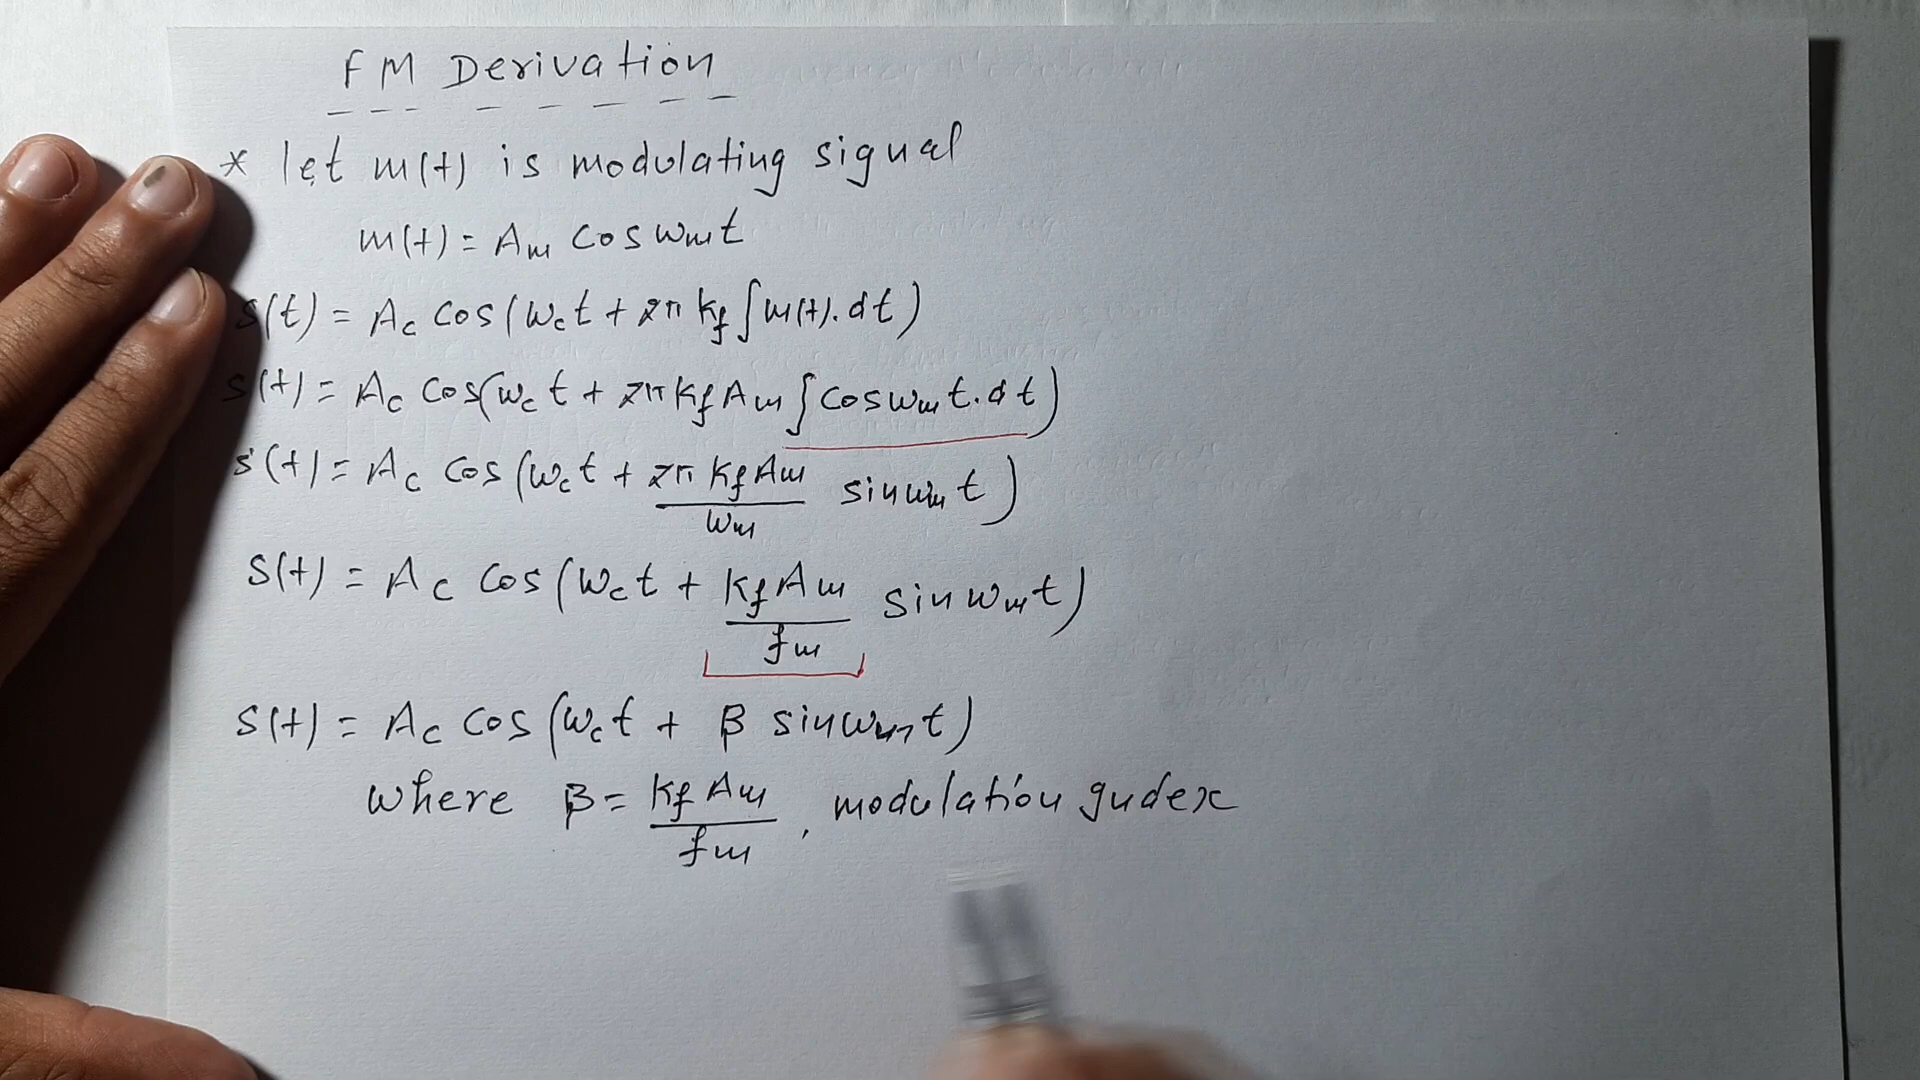 FM Derivation
* let m(t) is modulating signal
m(t) = Am cos wmt
s(t) = Ac cos(wct + 2π kf ∫m(t).dt)
s(t) = Ac cos(wct + 2π kf Am ∫cos wmt.dt)
s(t) = Ac cos(wct + 2π kf Am / wm sin wmt)
s(t) = Ac cos(wct + kf Am / fm sin wmt)
s(t) = Ac cos(wct + β sin wmt)
where β = kf Am / fm , modulation index